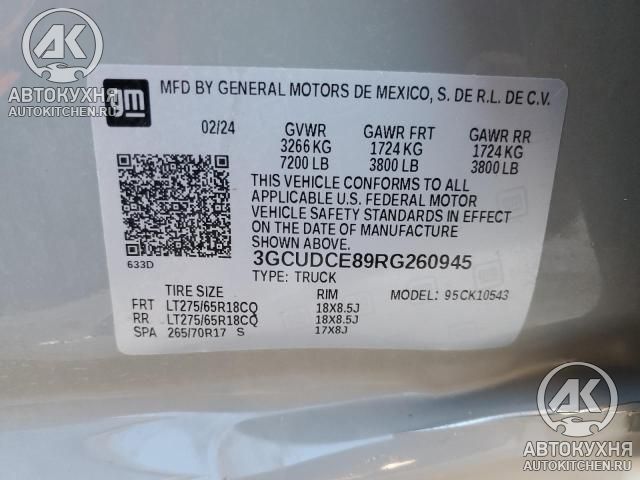 AK
АВТОКУХНЯ
AUTOKITCHEN.RU
gm
MFD BY GENERAL MOTORS DE MEXICO, S. DE R.L. DE C.V.
02/24 GVWR GAWR FRT GAWR RR
3266 KG 1724 KG 1724 KG
7200 LB 3800 LB 3800 LB
THIS VEHICLE CONFORMS TO ALL
APPLICABLE U.S. FEDERAL MOTOR
VEHICLE SAFETY STANDARDS IN EFFECT
ON THE DATE OF MANUFACTURE
SHOWN ABOVE.
633D 3GCUDCE89RG260945
TYPE: TRUCK
TIRE SIZE RIM MODEL: 95CK10543
FRT LT275/65R18CQ 18X8.5J
RR LT275/65R18CQ 18X8.5J
SPA 265/70R17 S 17X8J
AK
АВТОКУХНЯ
AUTOKITCHEN.RU